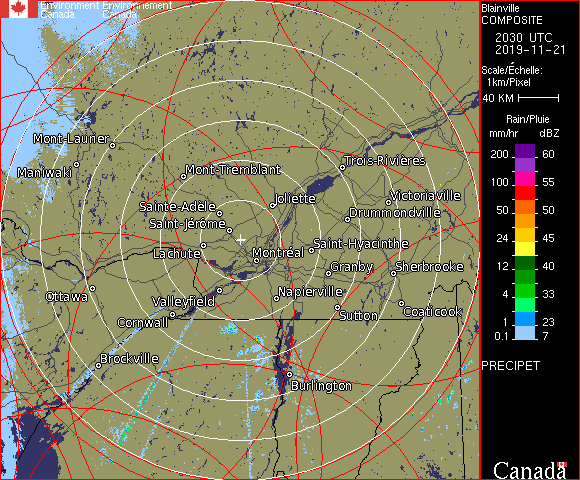 Environment Environnement
Canada Canada
Blainville
COMPOSITE
2030 UTC
2019-11-21
Scale/Échelle:
1km/Pixel
40 KM
Rain/Pluie
mm/hr dBZ
200 60
100 55
50 50
24 45
12 40
4 33
1 23
0.1 7
PRECIPET
Mont-Laurier
Maniwaki
Mont-Tremblant
Trois-Rivières
Joliette
Victoriaville
Sainte-Adèle
Drummondville
Saint-Jérôme
Lachute
Montréal
Saint-Hyacinthe
Granby
Sherbrooke
Ottawa
Valleyfield
Napierville
Cornwall
Sutton
Coaticook
Brockville
Burlington
Canada